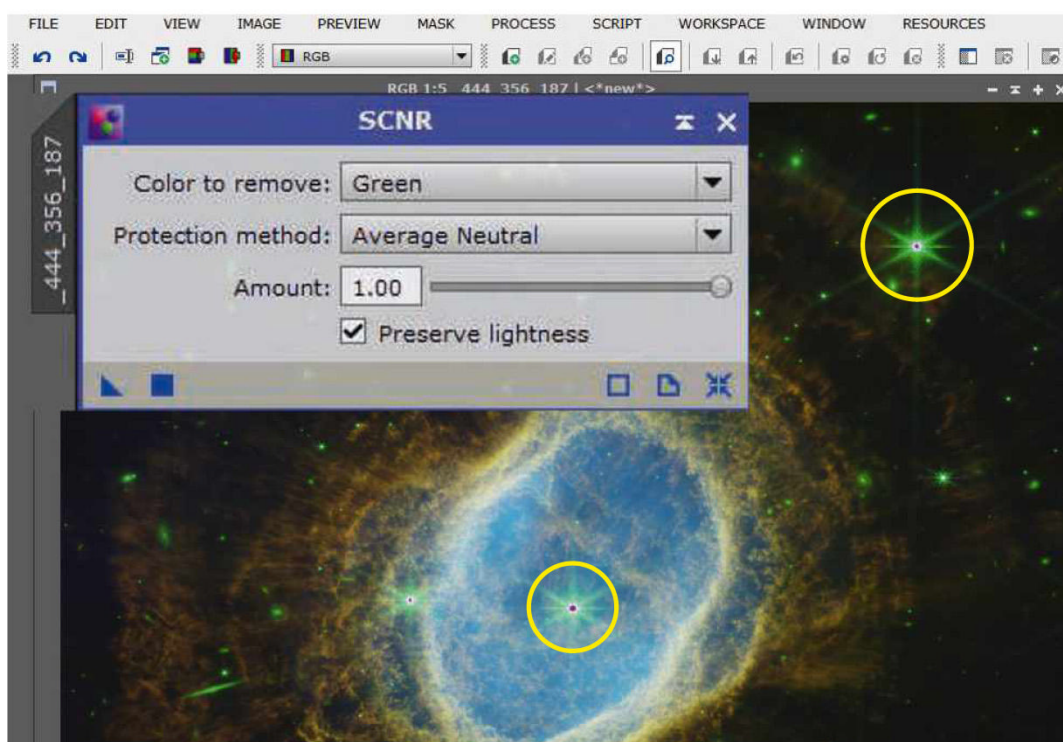 FILE EDIT VIEW IMAGE PREVIEW MASK PROCESS SCRIPT WORKSPACE WINDOW RESOURCES
RGB
RGB 1:5 _444_356_187 | <*new*>
SCNR
_444_356_187
Color to remove: Green
Protection method: Average Neutral
Amount: 1.00
Preserve lightness